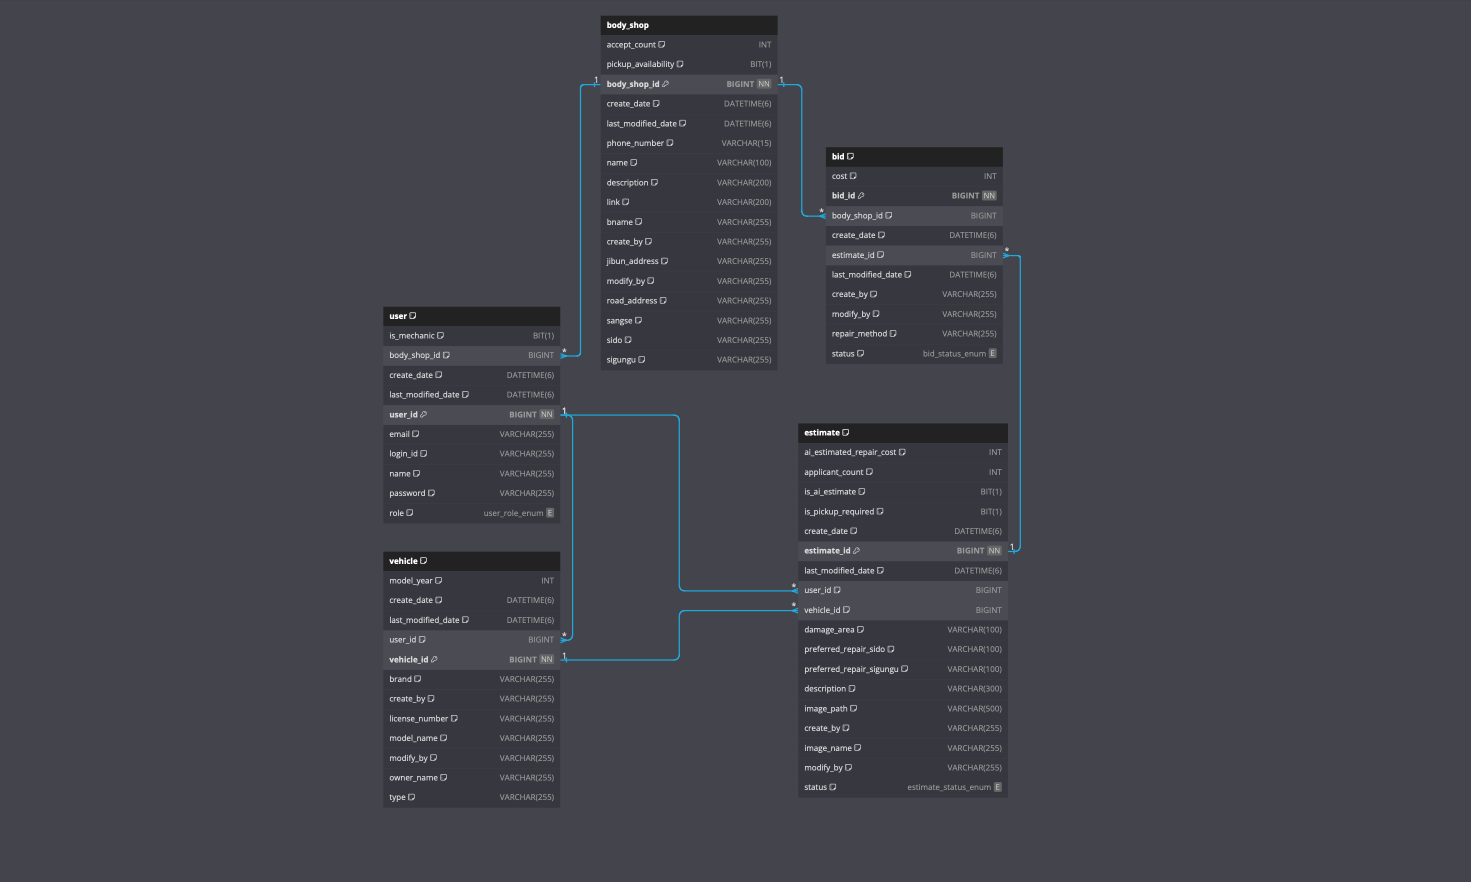 body_shop
accept_count INT
pickup_availability BIT(1)
1 body_shop_id BIGINT NN 1
create_date DATETIME(6)
last_modified_date DATETIME(6)
phone_number VARCHAR(15)
name VARCHAR(100)
description VARCHAR(200)
link VARCHAR(200)
bname VARCHAR(255)
create_by VARCHAR(255)
jibun_address VARCHAR(255)
modify_by VARCHAR(255)
road_address VARCHAR(255)
sangse VARCHAR(255)
sido VARCHAR(255)
sigungu VARCHAR(255)
bid
cost INT
bid_id BIGINT NN
* body_shop_id BIGINT
create_date DATETIME(6)
estimate_id BIGINT *
last_modified_date DATETIME(6)
create_by VARCHAR(255)
modify_by VARCHAR(255)
repair_method VARCHAR(255)
status bid_status_enum E
user
is_mechanic BIT(1)
body_shop_id BIGINT *
create_date DATETIME(6)
last_modified_date DATETIME(6)
user_id BIGINT NN 1
email VARCHAR(255)
login_id VARCHAR(255)
name VARCHAR(255)
password VARCHAR(255)
role user_role_enum E
estimate
ai_estimated_repair_cost INT
applicant_count INT
is_ai_estimate BIT(1)
is_pickup_required BIT(1)
create_date DATETIME(6)
estimate_id BIGINT NN 1
last_modified_date DATETIME(6)
* user_id BIGINT
* vehicle_id BIGINT
damage_area VARCHAR(100)
preferred_repair_sido VARCHAR(100)
preferred_repair_sigungu VARCHAR(100)
description VARCHAR(300)
image_path VARCHAR(500)
create_by VARCHAR(255)
image_name VARCHAR(255)
modify_by VARCHAR(255)
status estimate_status_enum E
vehicle
model_year INT
create_date DATETIME(6)
last_modified_date DATETIME(6)
user_id BIGINT *
vehicle_id BIGINT NN 1
brand VARCHAR(255)
create_by VARCHAR(255)
license_number VARCHAR(255)
model_name VARCHAR(255)
modify_by VARCHAR(255)
owner_name VARCHAR(255)
type VARCHAR(255)